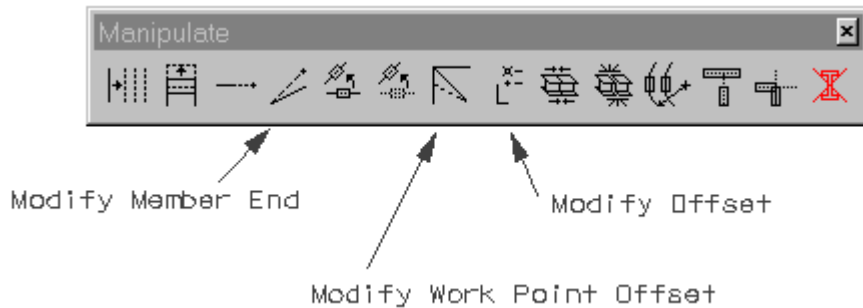 Manipulate
Modify Member End
Modify Offset
Modify Work Point Offset